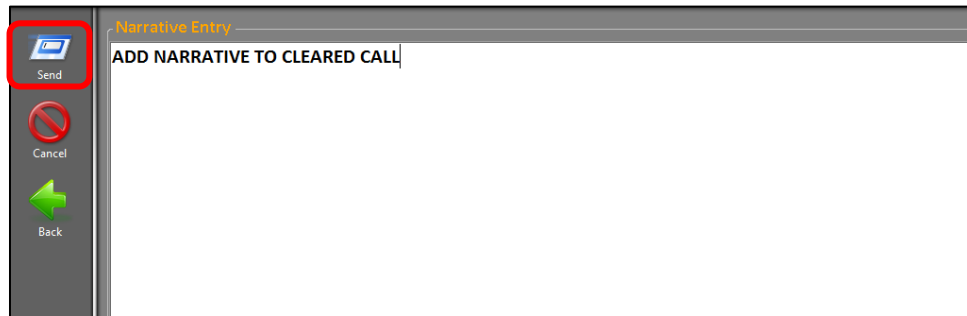 Narrative Entry
ADD NARRATIVE TO CLEARED CALL
Send
Cancel
Back